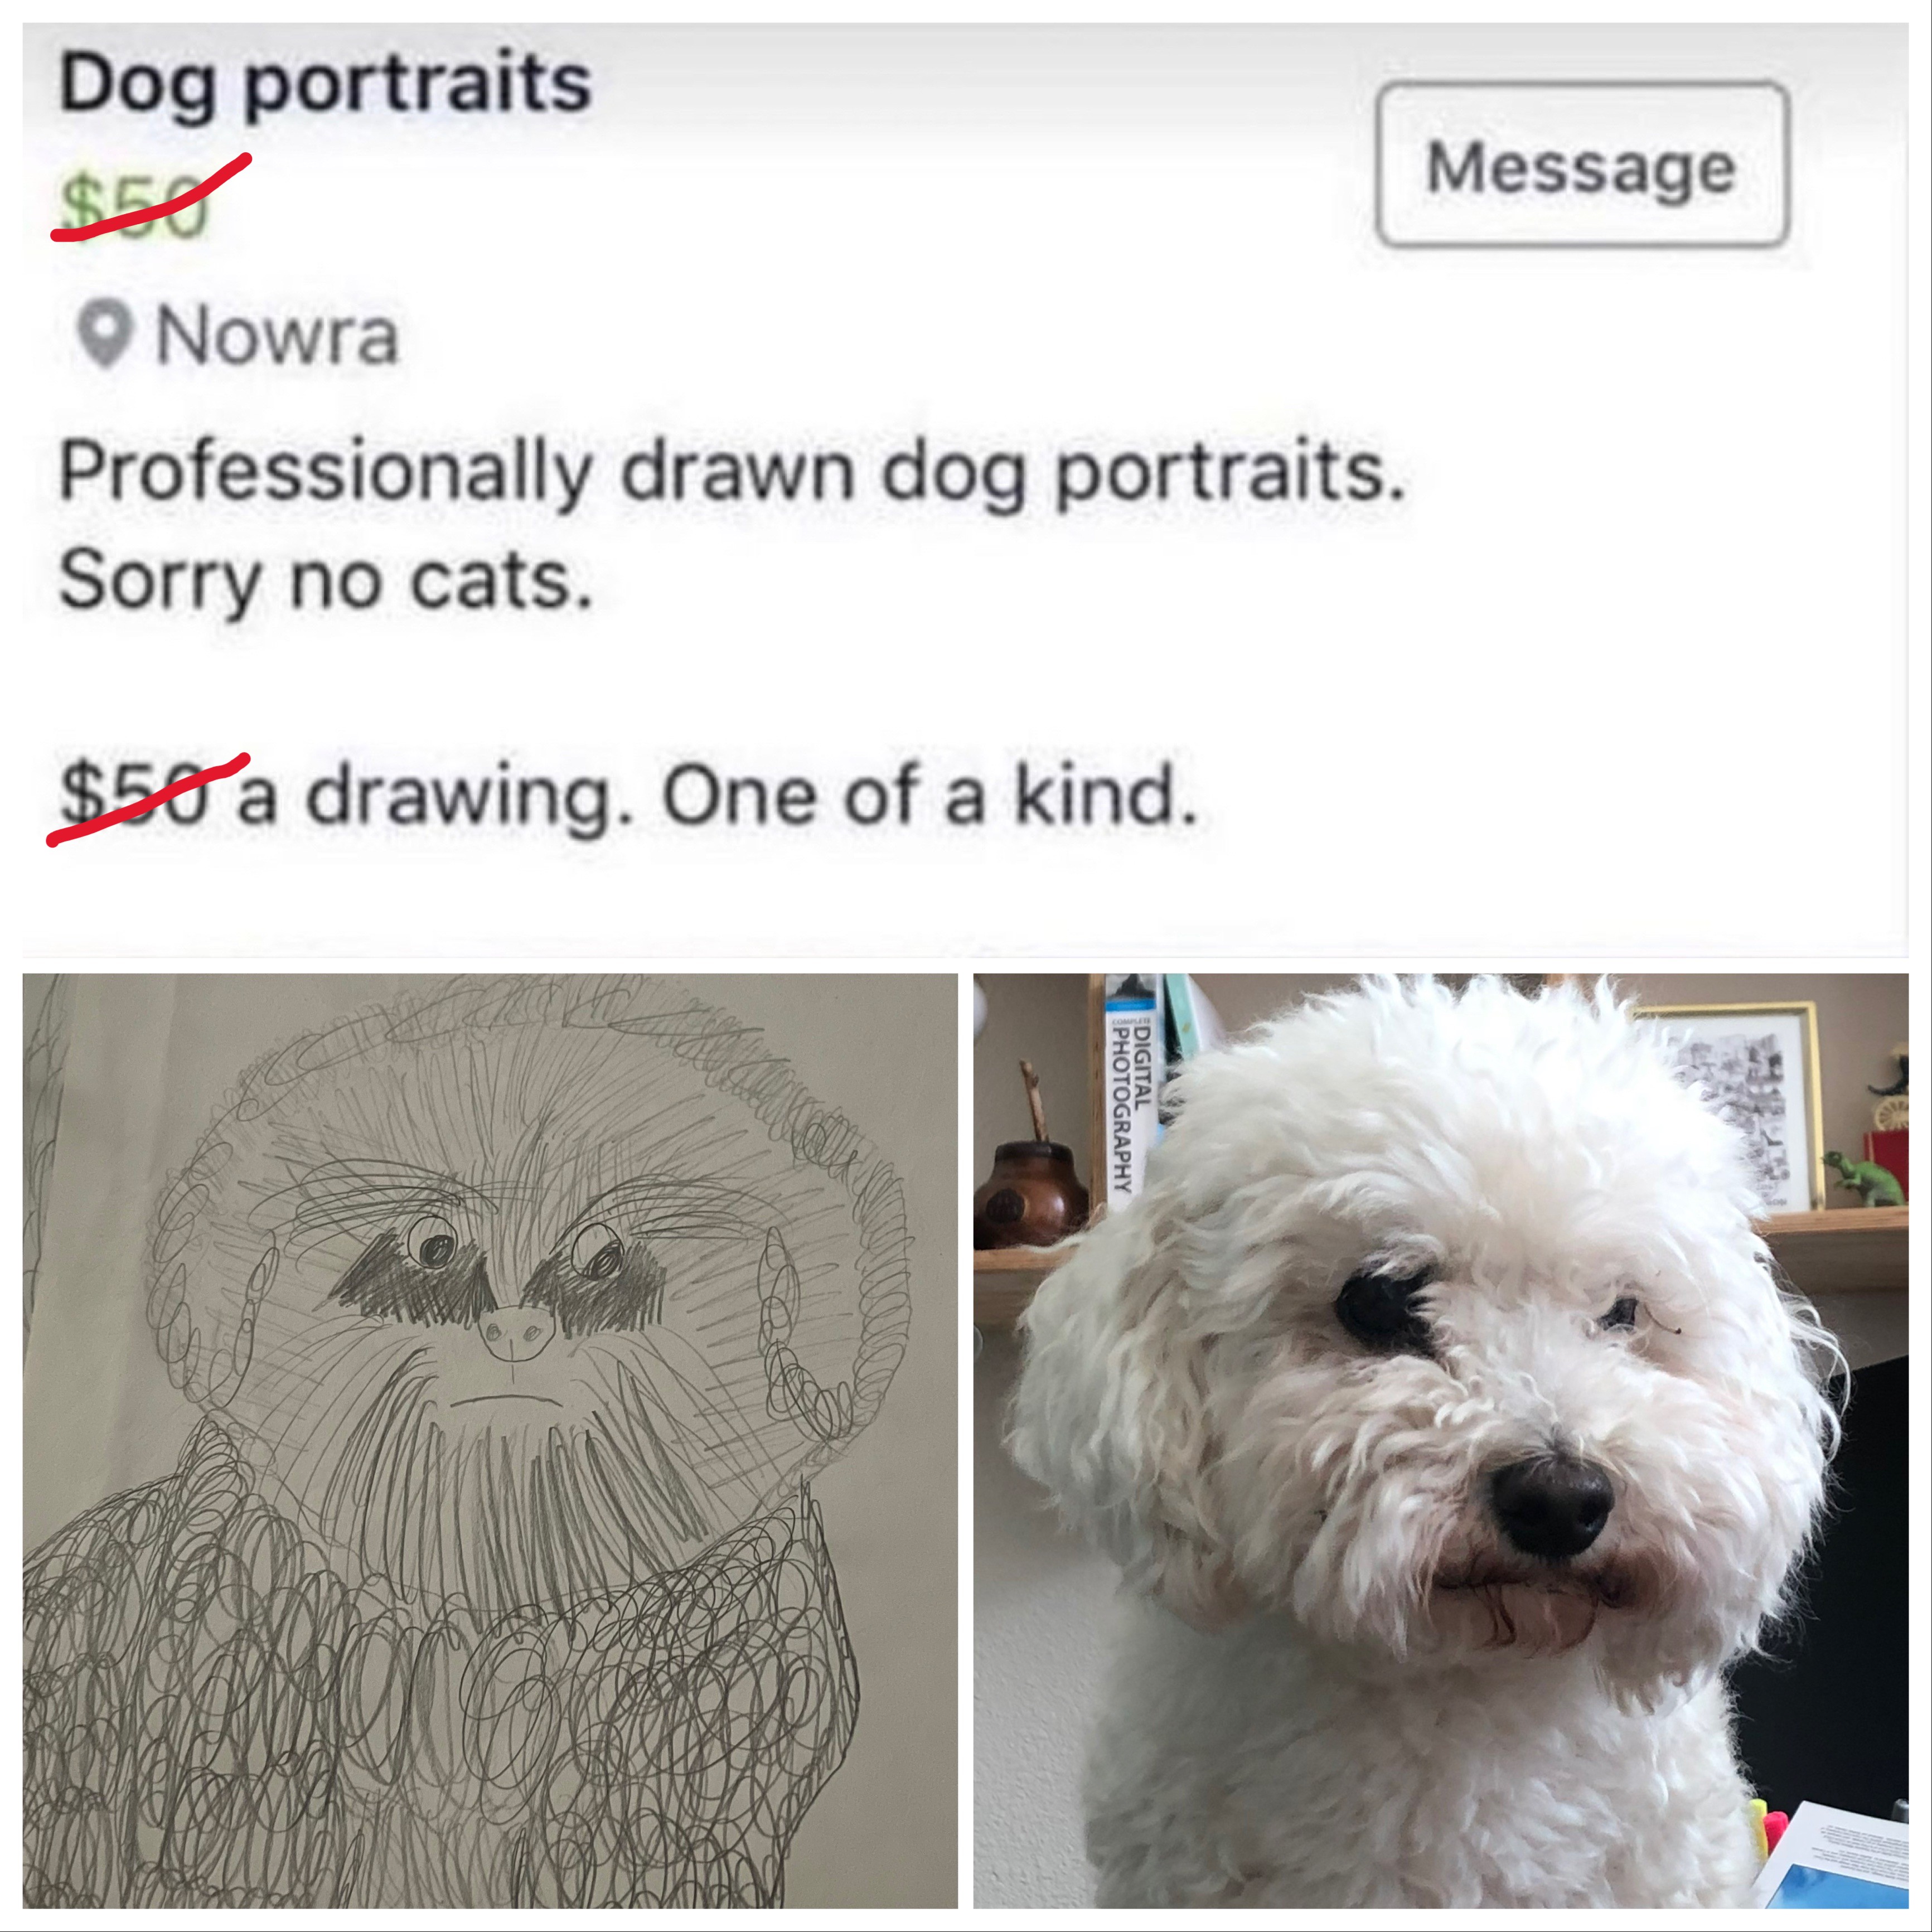 Dog portraits
Message
$50
Nowra
Professionally drawn dog portraits.
Sorry no cats.
$50 a drawing. One of a kind.
COMPLETE
DIGITAL
PHOTOGRAPHY